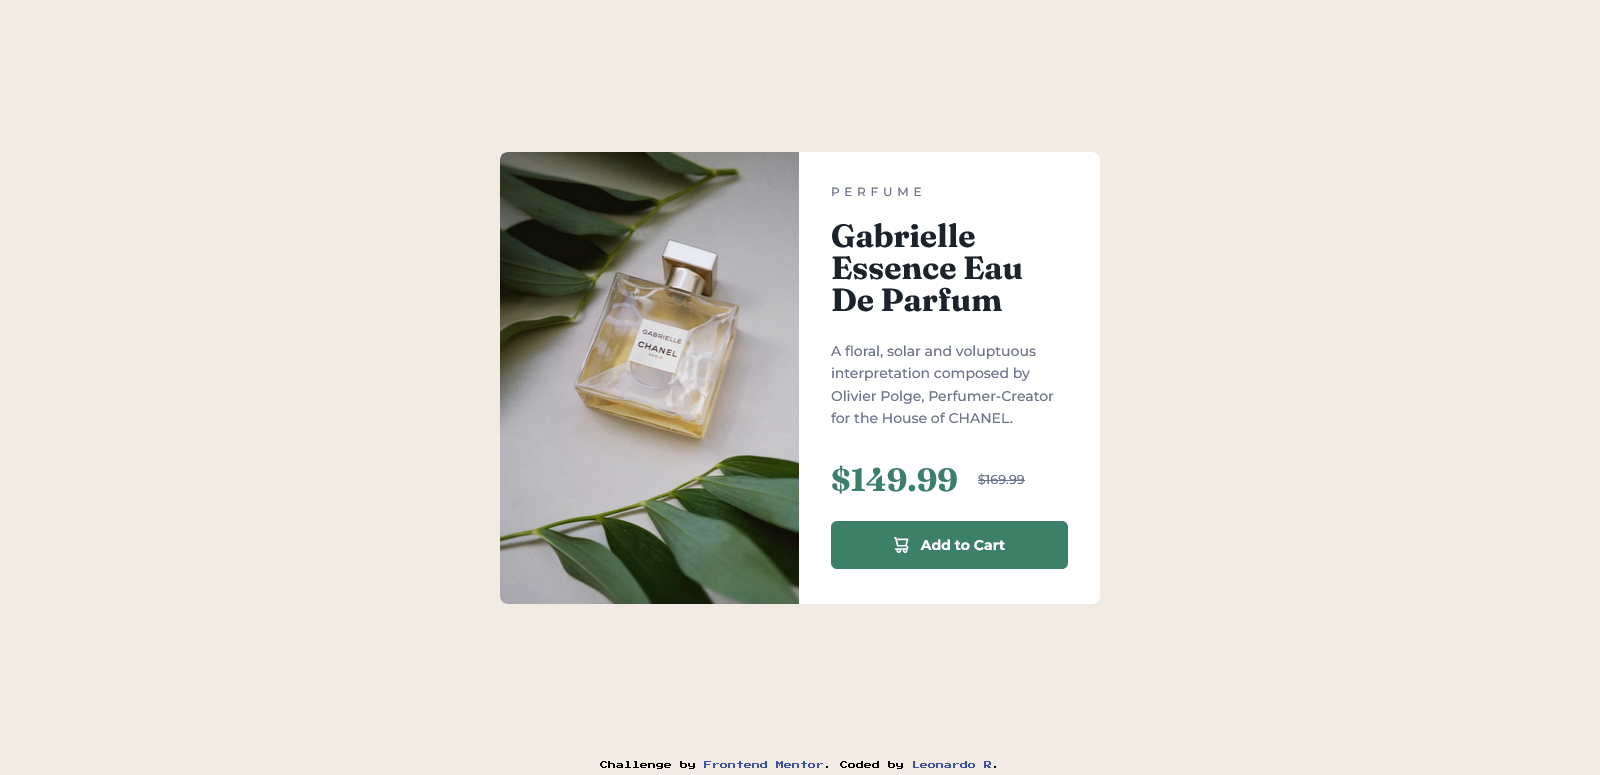 PERFUME
Gabrielle
Essence Eau
De Parfum
A floral, solar and voluptuous
interpretation composed by
Olivier Polge, Perfumer-Creator
for the House of CHANEL.
$149.99 $169.99
Add to Cart
GABRIELLE
CHANEL
PARIS
Challenge by Frontend Mentor. Coded by Leonardo R.